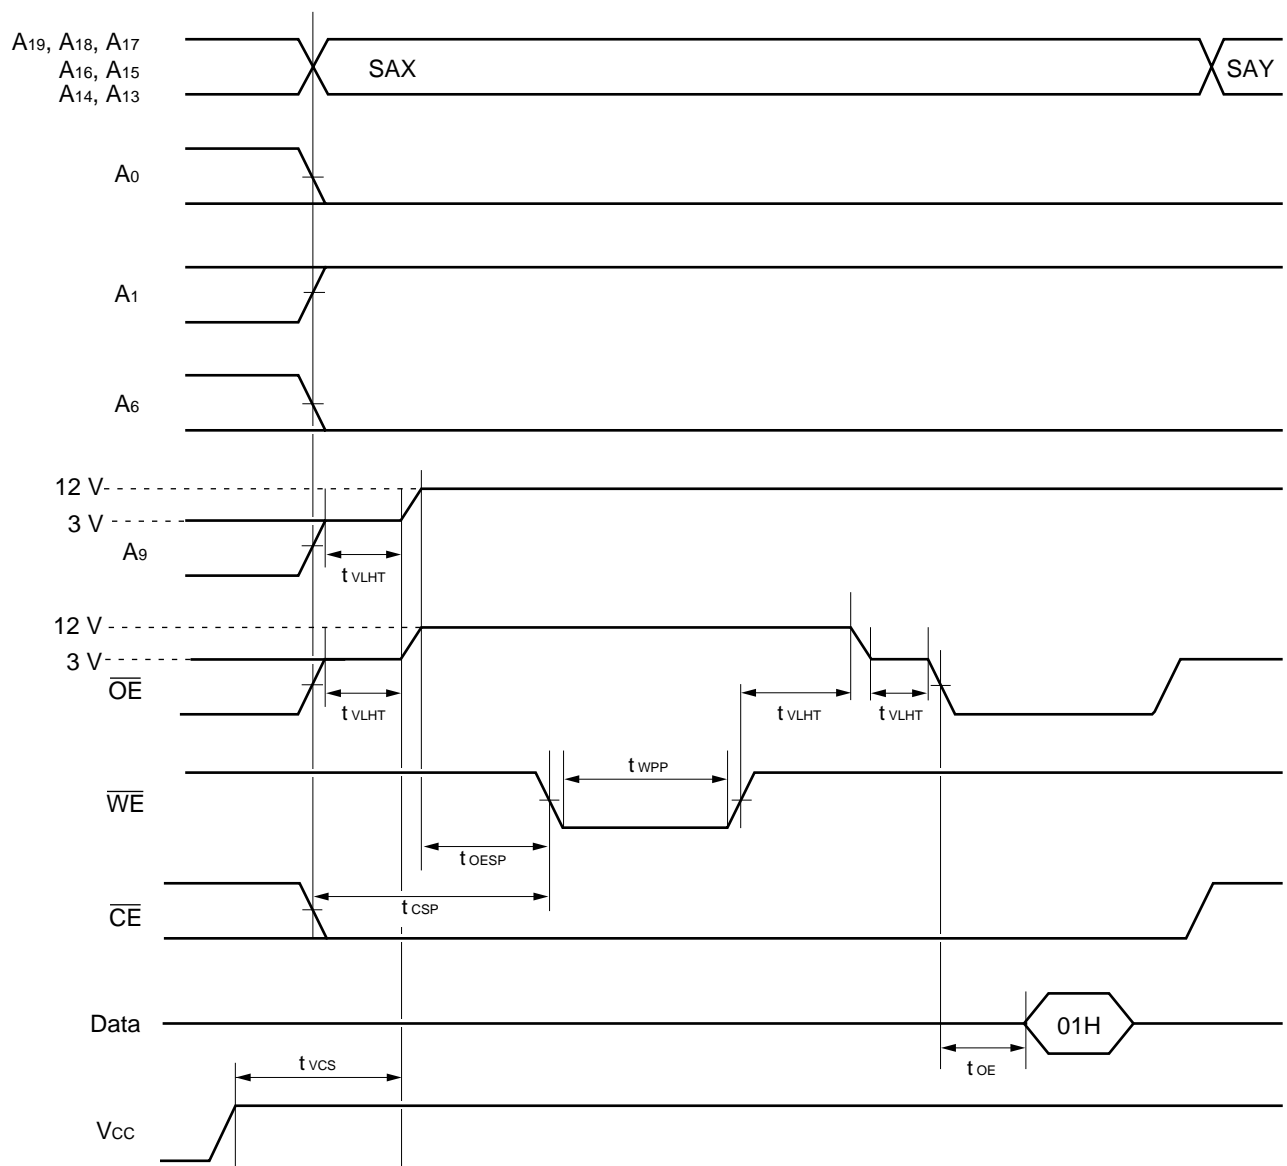 A19, A18, A17
A16, A15
A14, A13
SAX
SAY
A0
A1
A6
12 V
3 V
A9
t VLHT
12 V
3 V
OE
t VLHT
t VLHT
t VLHT
WE
t WPP
t OESP
t CSP
CE
Data
01H
t OE
t VCS
VCC